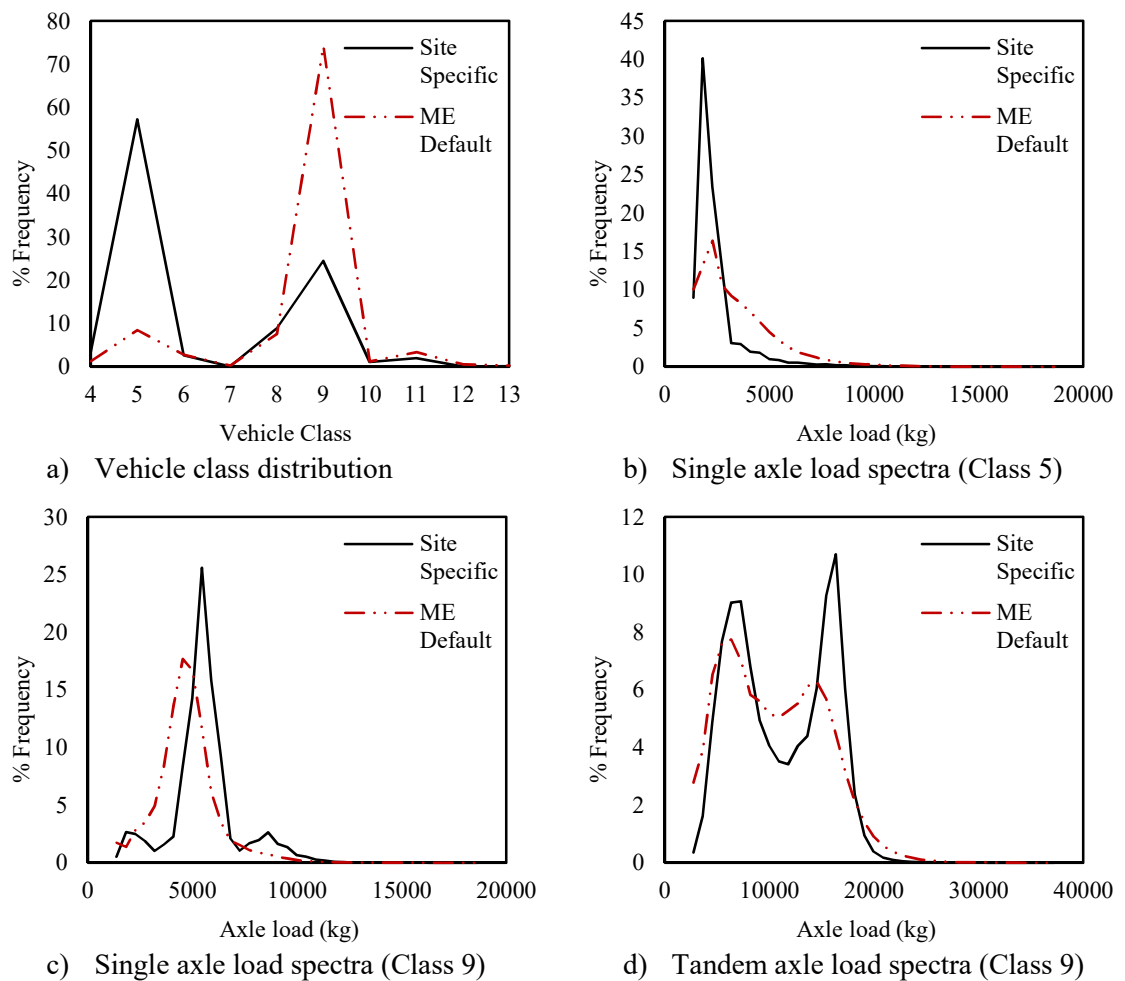 80
70
60
50
40
30
20
10
0
% Frequency
Site
Specific
ME
Default
4 5 6 7 8 9 10 11 12 13
Vehicle Class
a) Vehicle class distribution
45
40
35
30
25
20
15
10
5
0
% Frequency
Site
Specific
ME
Default
0 5000 10000 15000 20000
Axle load (kg)
b) Single axle load spectra (Class 5)
30
25
20
15
10
5
0
% Frequency
Site
Specific
ME
Default
0 5000 10000 15000 20000
Axle load (kg)
c) Single axle load spectra (Class 9)
12
10
8
6
4
2
0
% Frequency
Site
Specific
ME
Default
0 10000 20000 30000 40000
Axle load (kg)
d) Tandem axle load spectra (Class 9)